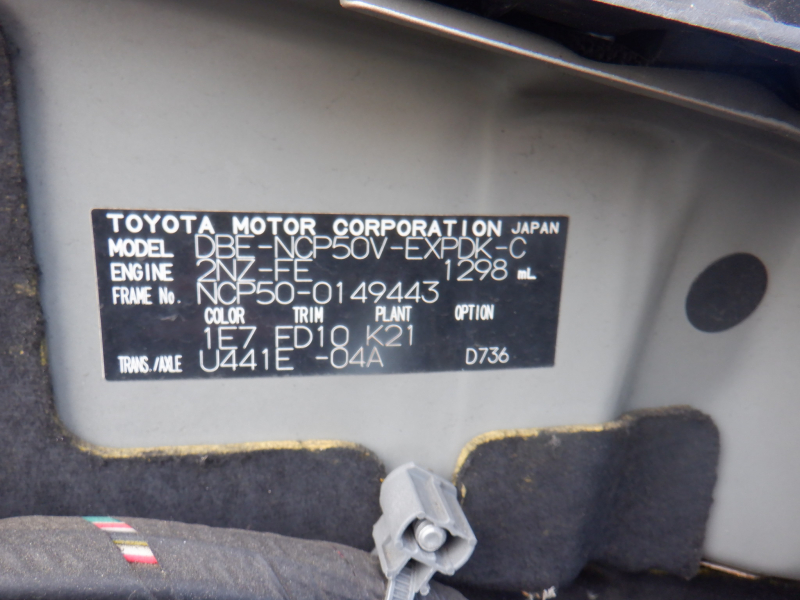 TOYOTA MOTOR CORPORATION JAPAN
MODEL DBE-NCP50V-EXPDK-C
ENGINE 2NZ-FE 1298 mL
FRAME No. NCP50-0149443
COLOR TRIM PLANT OPTION
1E7 FD10 K21
TRANS./AXLE U441E -04A D736